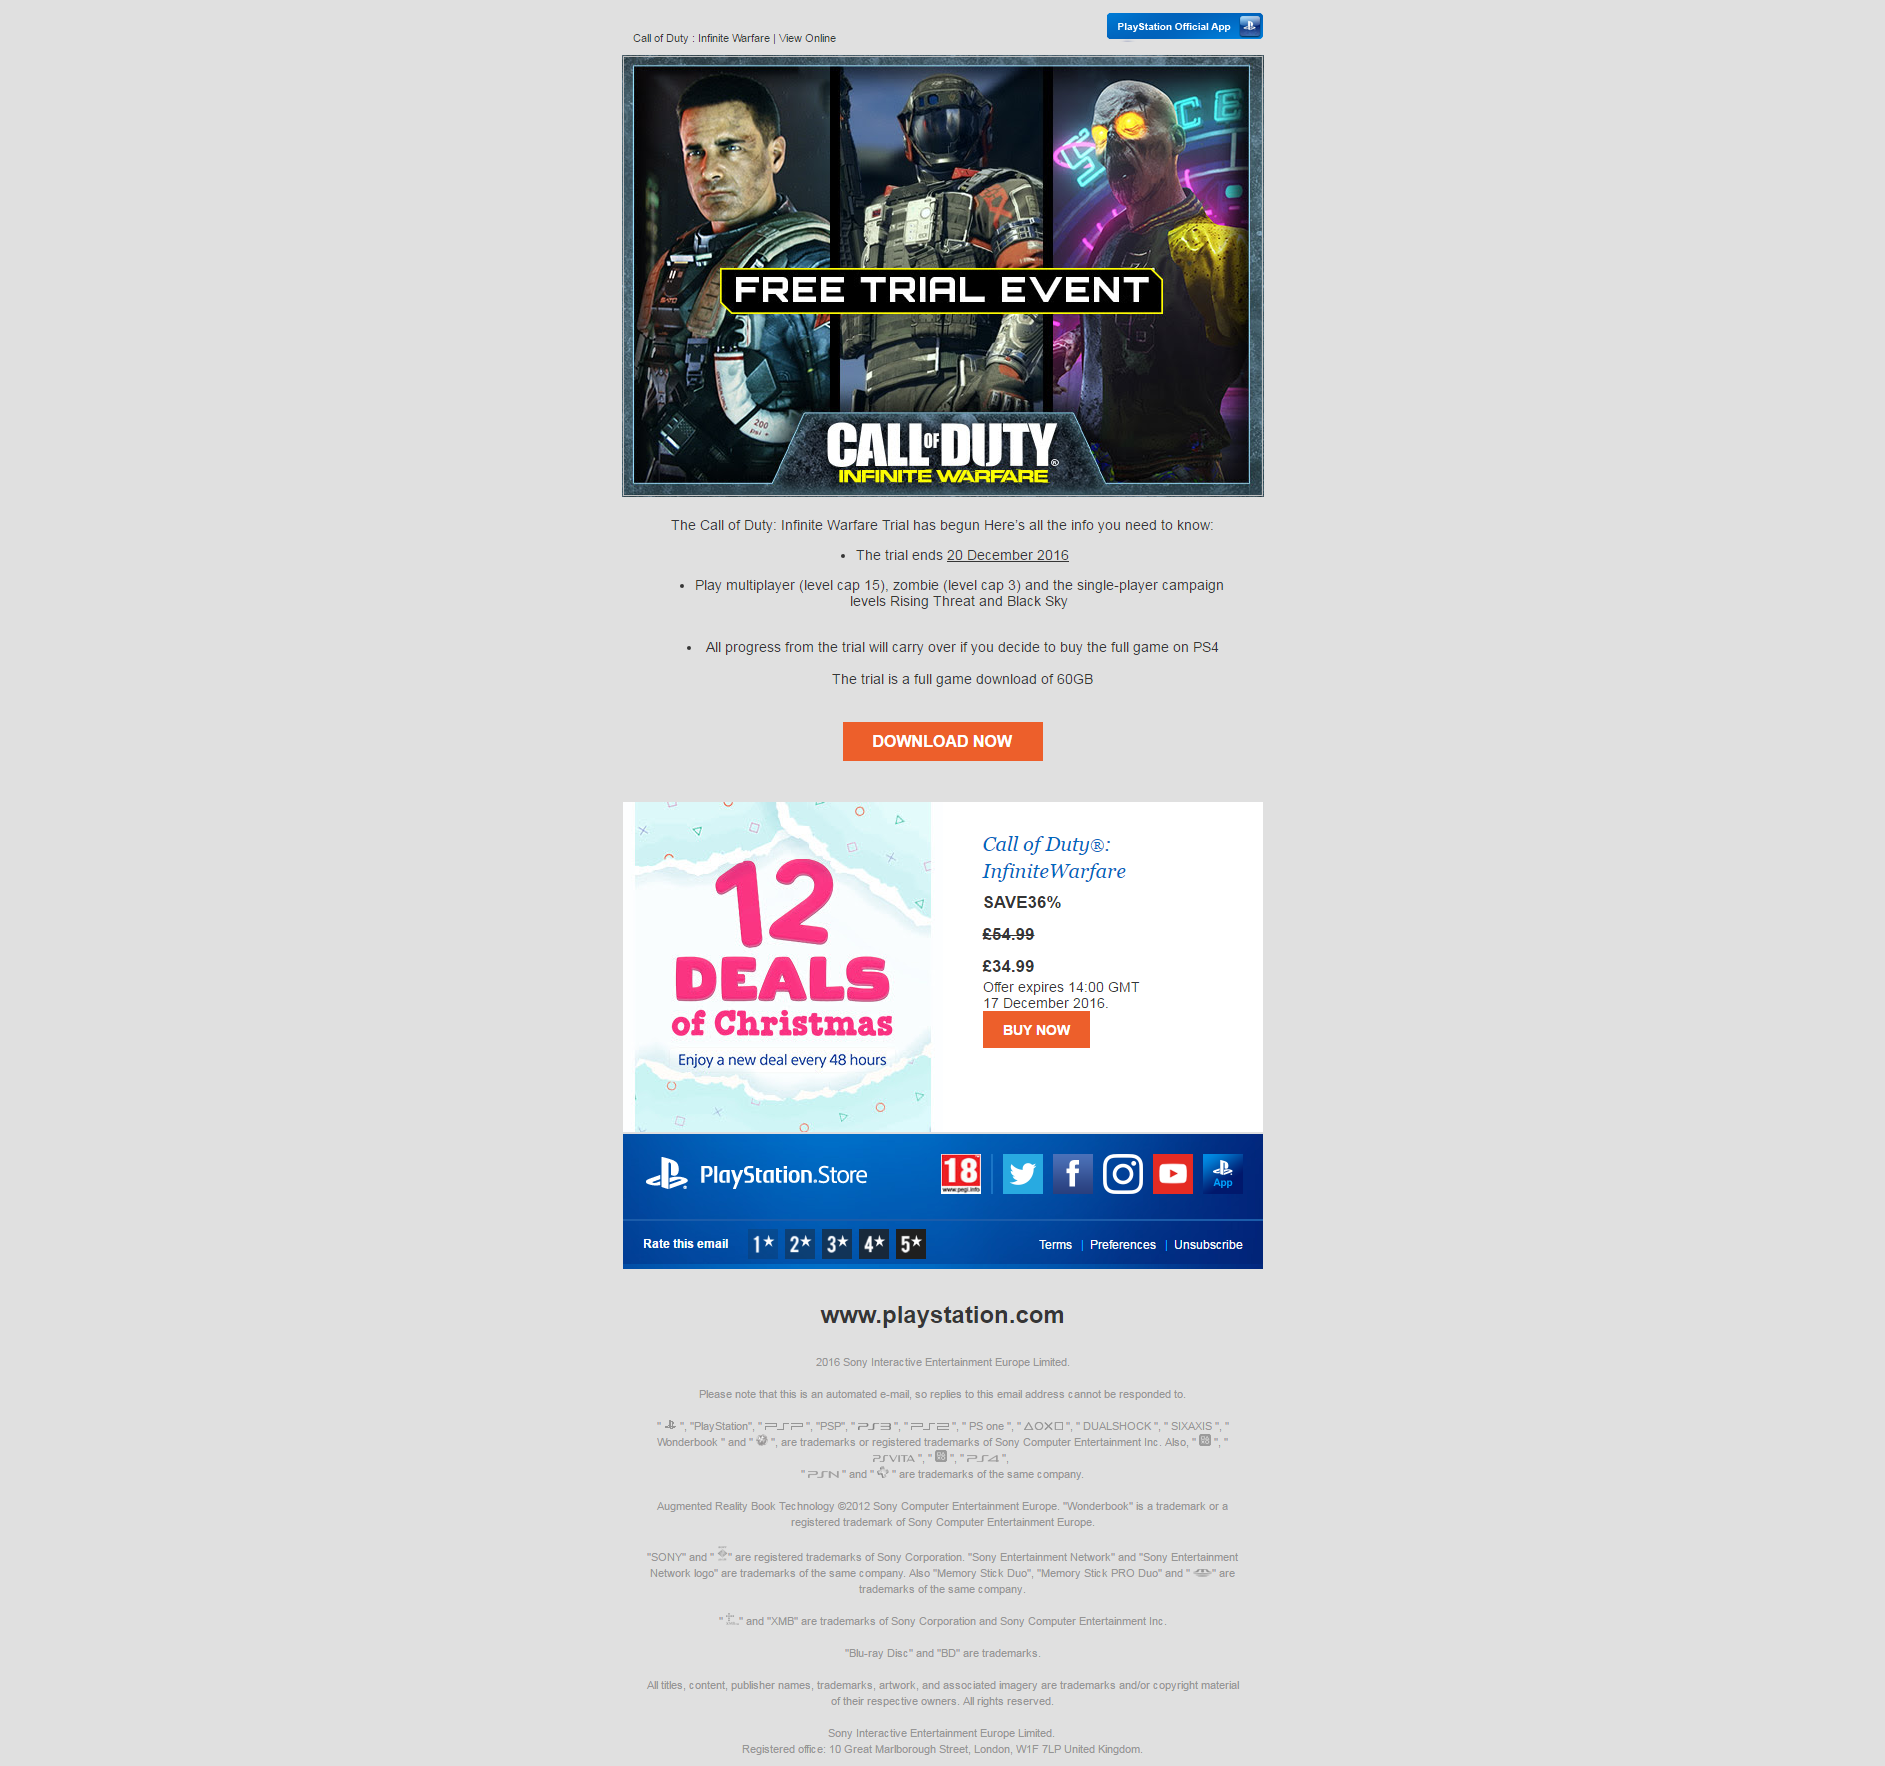 PlayStation Official App
Call of Duty : Infinite Warfare | View Online
S CE
FREE TRIAL EVENT
200
psi
CALL OF DUTY®
INFINITE WARFARE
The Call of Duty: Infinite Warfare Trial has begun Here’s all the info you need to know:
• The trial ends 20 December 2016
• Play multiplayer (level cap 15), zombie (level cap 3) and the single-player campaign
levels Rising Threat and Black Sky
• All progress from the trial will carry over if you decide to buy the full game on PS4
The trial is a full game download of 60GB
DOWNLOAD NOW
12
DEALS
of Christmas
Enjoy a new deal every 48 hours
Call of Duty®:
InfiniteWarfare
SAVE36%
£54.99
£34.99
Offer expires 14:00 GMT
17 December 2016.
BUY NOW
PlayStation.Store
18
www.pegi.info
App
Rate this email 1★ 2★ 3★ 4★ 5★ Terms | Preferences | Unsubscribe
www.playstation.com
2016 Sony Interactive Entertainment Europe Limited.
Please note that this is an automated e-mail, so replies to this email address cannot be responded to.
" ", "PlayStation", " PSP ", "PSP", " PS3 ", " PS2 ", " PS one ", " △○✕□ ", " DUALSHOCK ", " SIXAXIS ", "
Wonderbook " and " ", are trademarks or registered trademarks of Sony Computer Entertainment Inc. Also, " ", "
PSVITA ", " ", " PS4 ",
" PSN " and " " are trademarks of the same company.
Augmented Reality Book Technology ©2012 Sony Computer Entertainment Europe. "Wonderbook" is a trademark or a
registered trademark of Sony Computer Entertainment Europe.
"SONY" and " " are registered trademarks of Sony Corporation. "Sony Entertainment Network" and "Sony Entertainment
Network logo" are trademarks of the same company. Also "Memory Stick Duo", "Memory Stick PRO Duo" and " " are
trademarks of the same company.
" " and "XMB" are trademarks of Sony Corporation and Sony Computer Entertainment Inc.
"Blu-ray Disc" and "BD" are trademarks.
All titles, content, publisher names, trademarks, artwork, and associated imagery are trademarks and/or copyright material
of their respective owners. All rights reserved.
Sony Interactive Entertainment Europe Limited.
Registered office: 10 Great Marlborough Street, London, W1F 7LP United Kingdom.